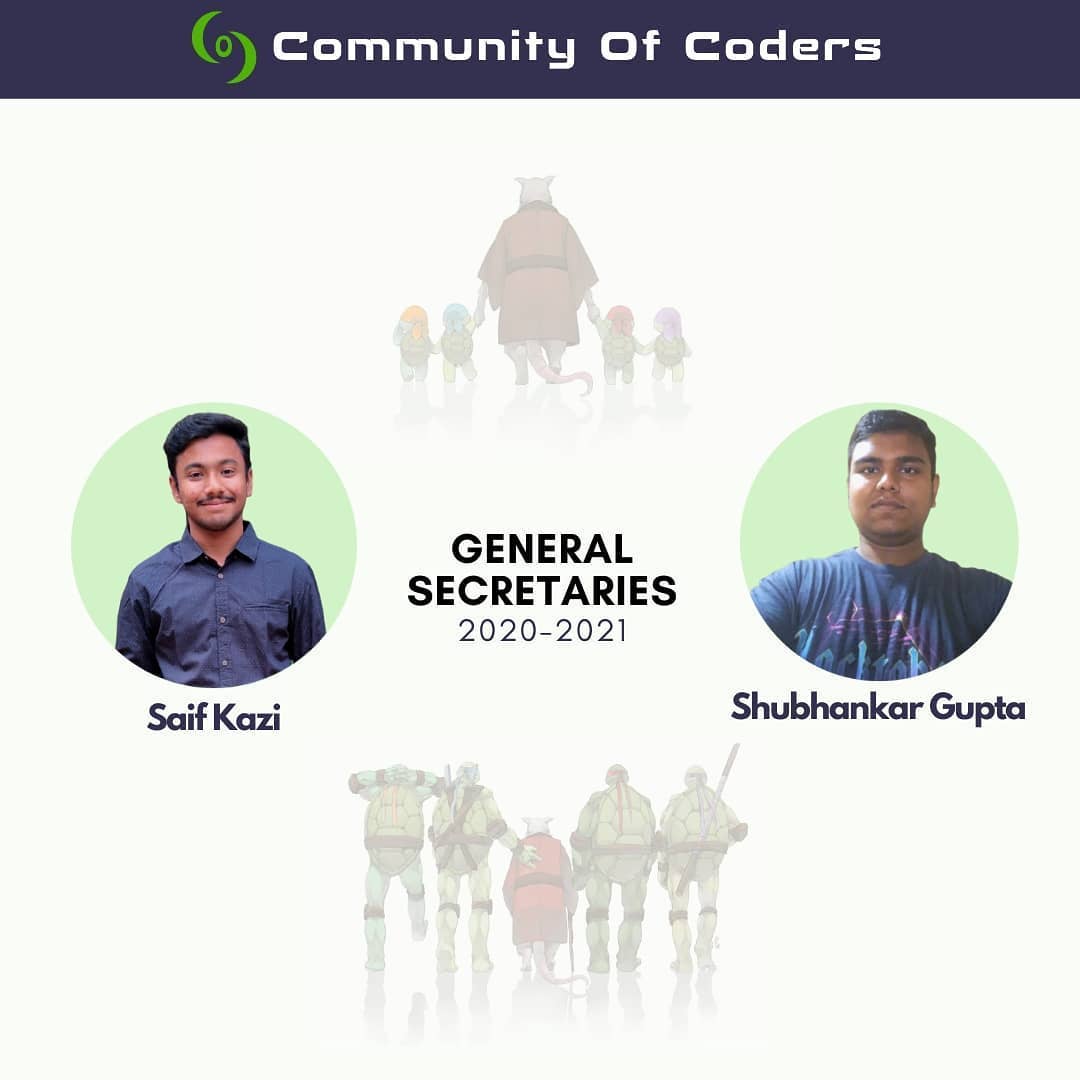 Community Of Coders
GENERAL
SECRETARIES
2020-2021
Saif Kazi
Shubhankar Gupta